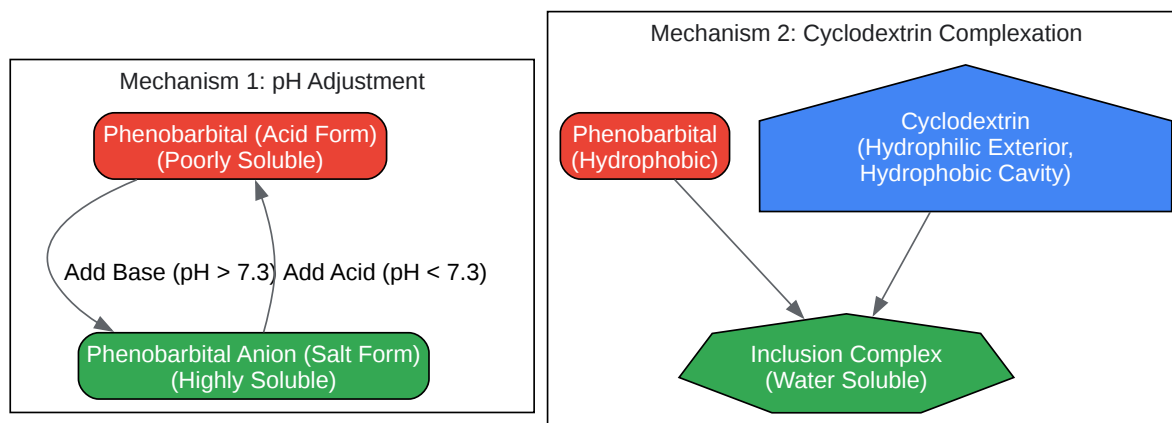 Mechanism 1: pH Adjustment
Phenobarbital (Acid Form)
(Poorly Soluble)
Add Base (pH > 7.3)
Add Acid (pH < 7.3)
Phenobarbital Anion (Salt Form)
(Highly Soluble)
Mechanism 2: Cyclodextrin Complexation
Phenobarbital
(Hydrophobic)
Cyclodextrin
(Hydrophilic Exterior,
Hydrophobic Cavity)
Inclusion Complex
(Water Soluble)